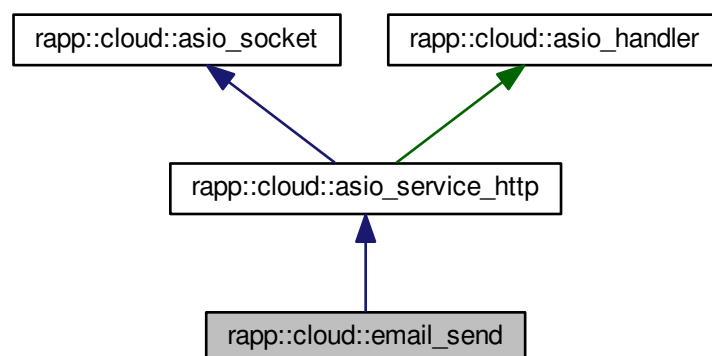 rapp::cloud::asio_socket
rapp::cloud::asio_handler
rapp::cloud::asio_service_http
rapp::cloud::email_send